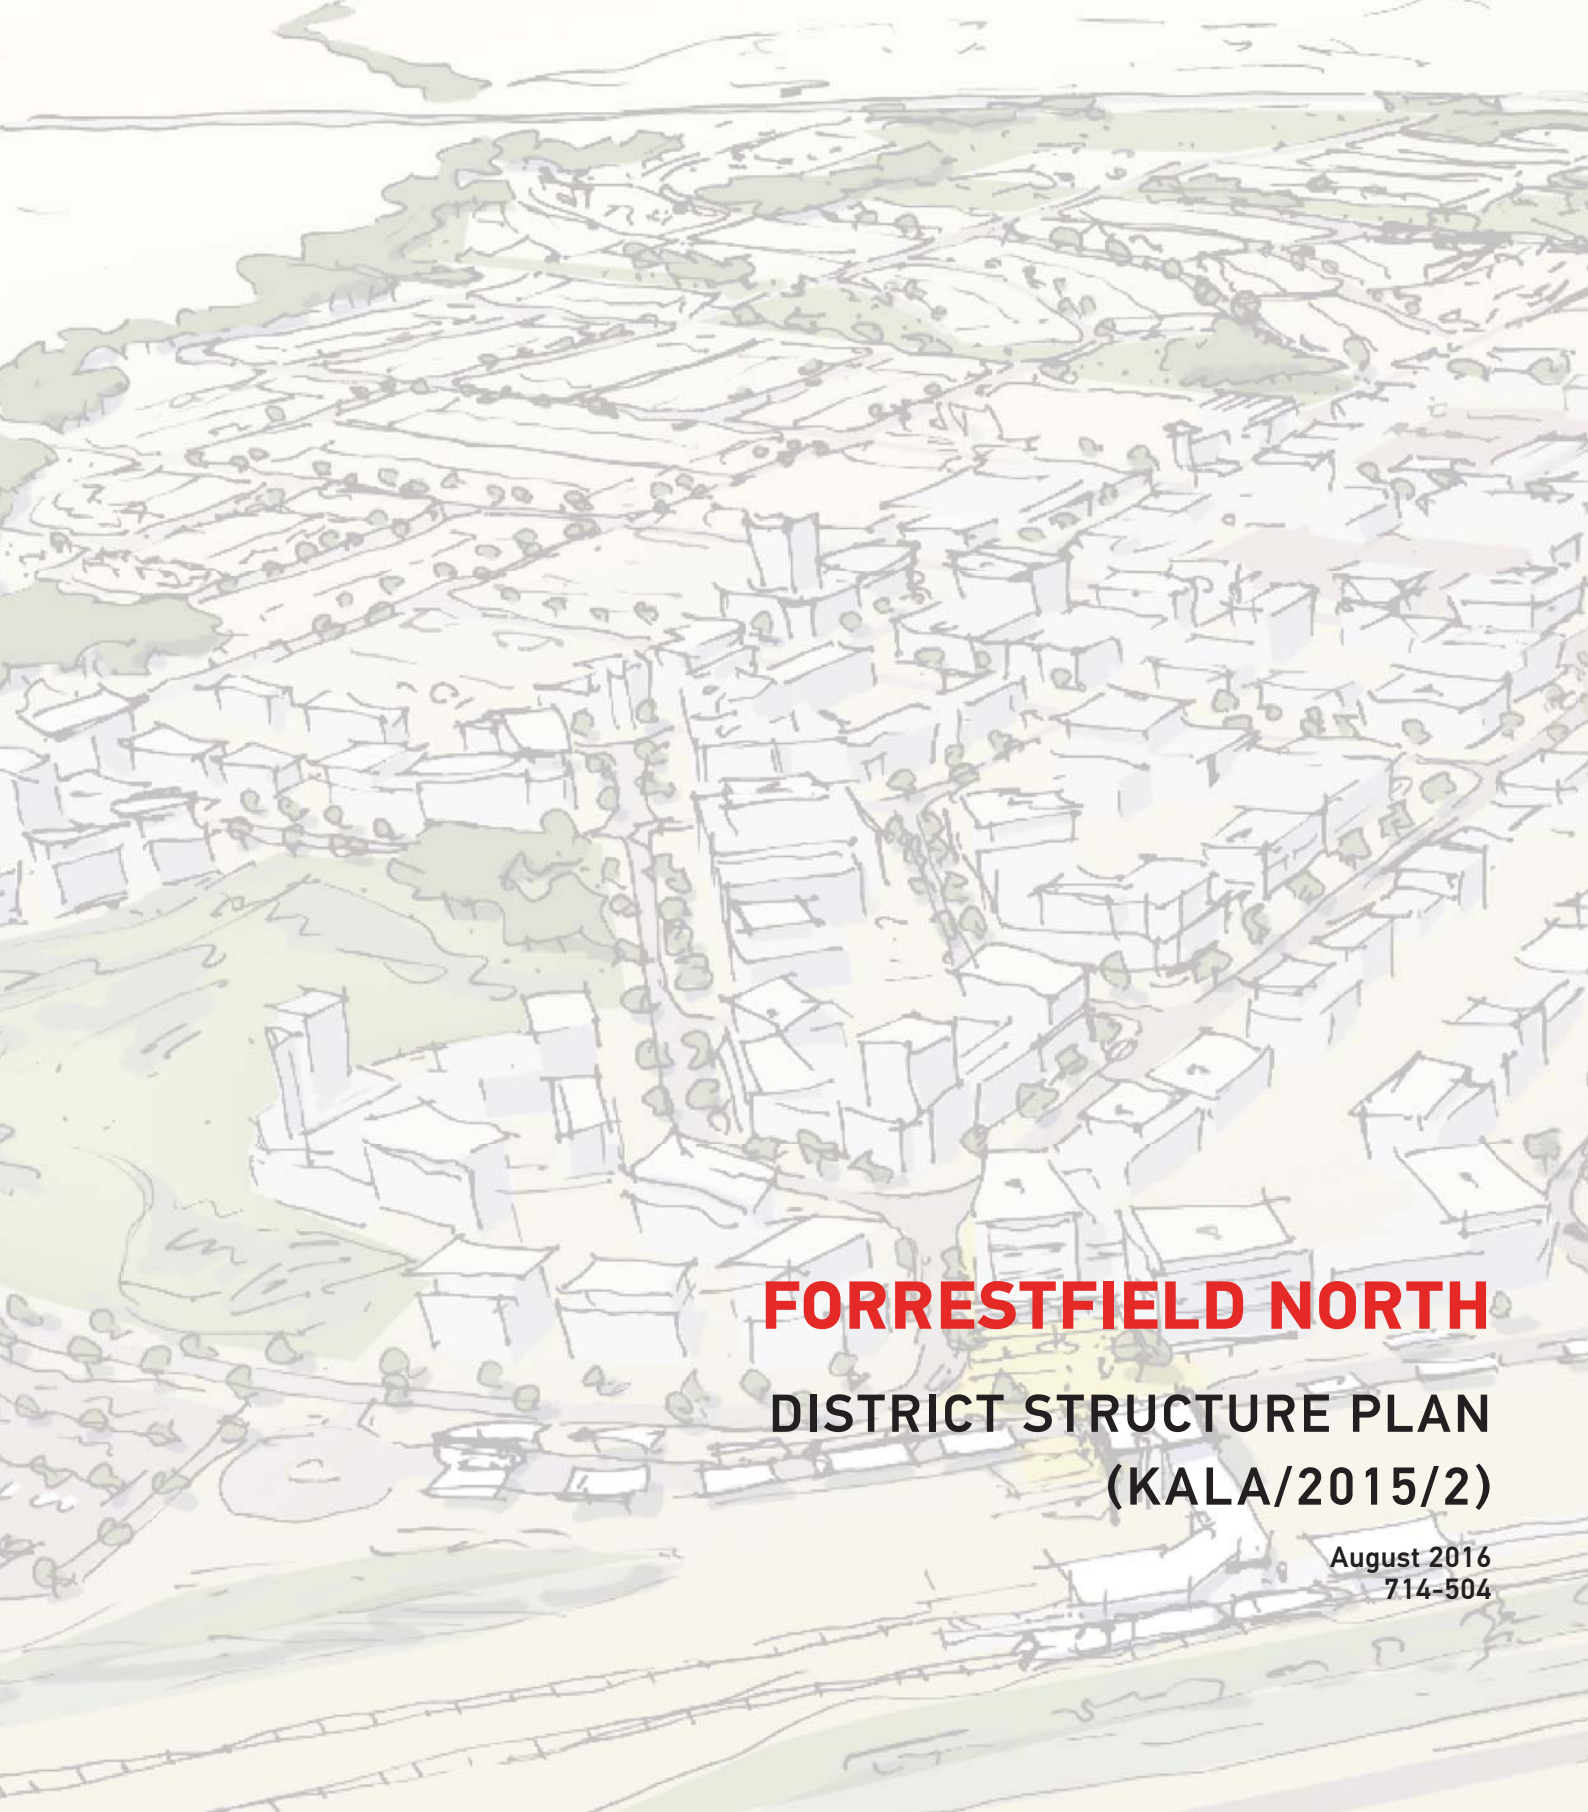 FORRESTFIELD NORTH
DISTRICT STRUCTURE PLAN
(KALA/2015/2)
August 2016
714-504